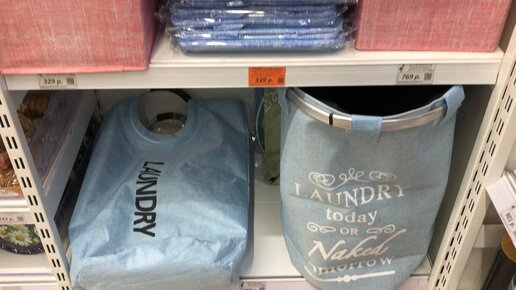 329 р.
339 р.
769 р.
LAUNDRY
LAUNDRY
today
OR
Naked
tomorrow